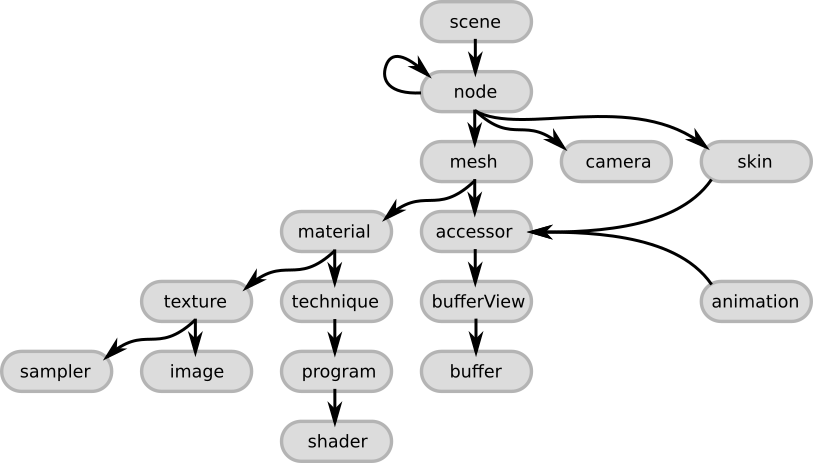 scene
node
mesh
camera
skin
material
accessor
texture
technique
bufferView
animation
sampler
image
program
buffer
shader